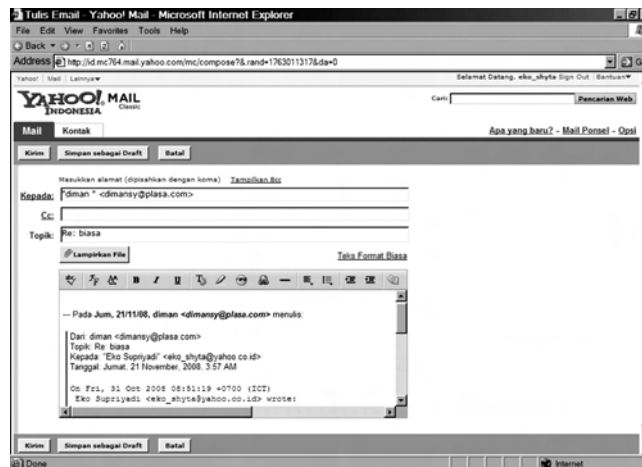 Tulis Email - Yahoo! Mail - Microsoft Internet Explorer
File Edit View Favorites Tools Help
Back
Address http://id.mc764.mail.yahoo.com/mc/compose?&.rand=1763011317&da=0
Yahoo! Mail Lainnya Selamat Datang, eko_shyta Sign Out Bantuan
YAHOO! MAIL Cari: Pencarian Web
INDONESIA Classic
Mail Kontak Apa yang baru? - Mail Ponsel - Opsi
Kirim Simpan sebagai Draft Batal
Masukkan alamat (dipisahkan dengan koma) Tampilkan Bcc
Kepada: "diman " <dimansy@plasa.com>
Cc:
Topik: Re: biasa
Lampirkan File Teks Format Biasa
B I U
--- Pada Jum, 21/11/08, diman <dimansy@plasa.com> menulis:
Dari: diman <dimansy@plasa.com>
Topik: Re: biasa
Kepada: "Eko Supriyadi" <eko_shyta@yahoo.co.id>
Tanggal: Jumat, 21 November, 2008, 3:57 AM
On Fri, 31 Oct 2008 08:51:19 +0700 (ICT)
Eko Supriyadi <eko_shyta@yahoo.co.id> wrote:
Kirim Simpan sebagai Draft Batal
Done Internet